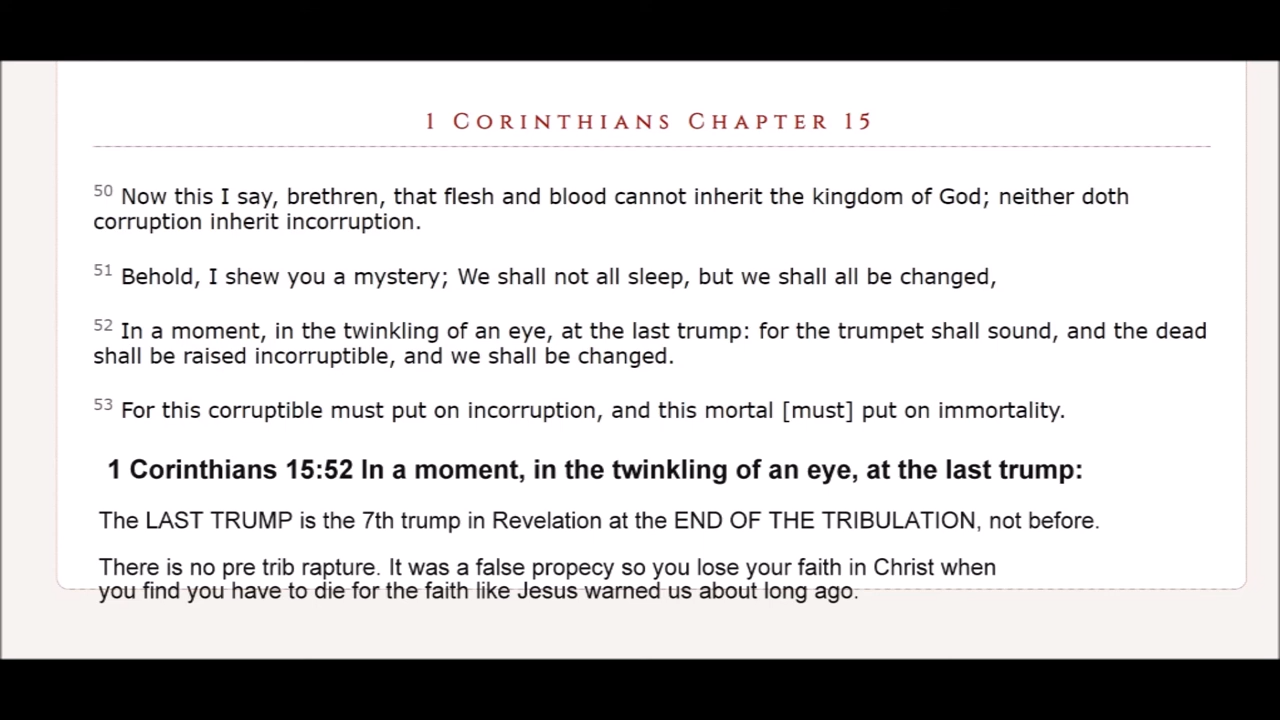 1 Corinthians Chapter 15
50 Now this I say, brethren, that flesh and blood cannot inherit the kingdom of God; neither doth
corruption inherit incorruption.
51 Behold, I shew you a mystery; We shall not all sleep, but we shall all be changed,
52 In a moment, in the twinkling of an eye, at the last trump: for the trumpet shall sound, and the dead
shall be raised incorruptible, and we shall be changed.
53 For this corruptible must put on incorruption, and this mortal [must] put on immortality.
1 Corinthians 15:52 In a moment, in the twinkling of an eye, at the last trump:
The LAST TRUMP is the 7th trump in Revelation at the END OF THE TRIBULATION, not before.
There is no pre trib rapture. It was a false propecy so you lose your faith in Christ when
you find you have to die for the faith like Jesus warned us about long ago.